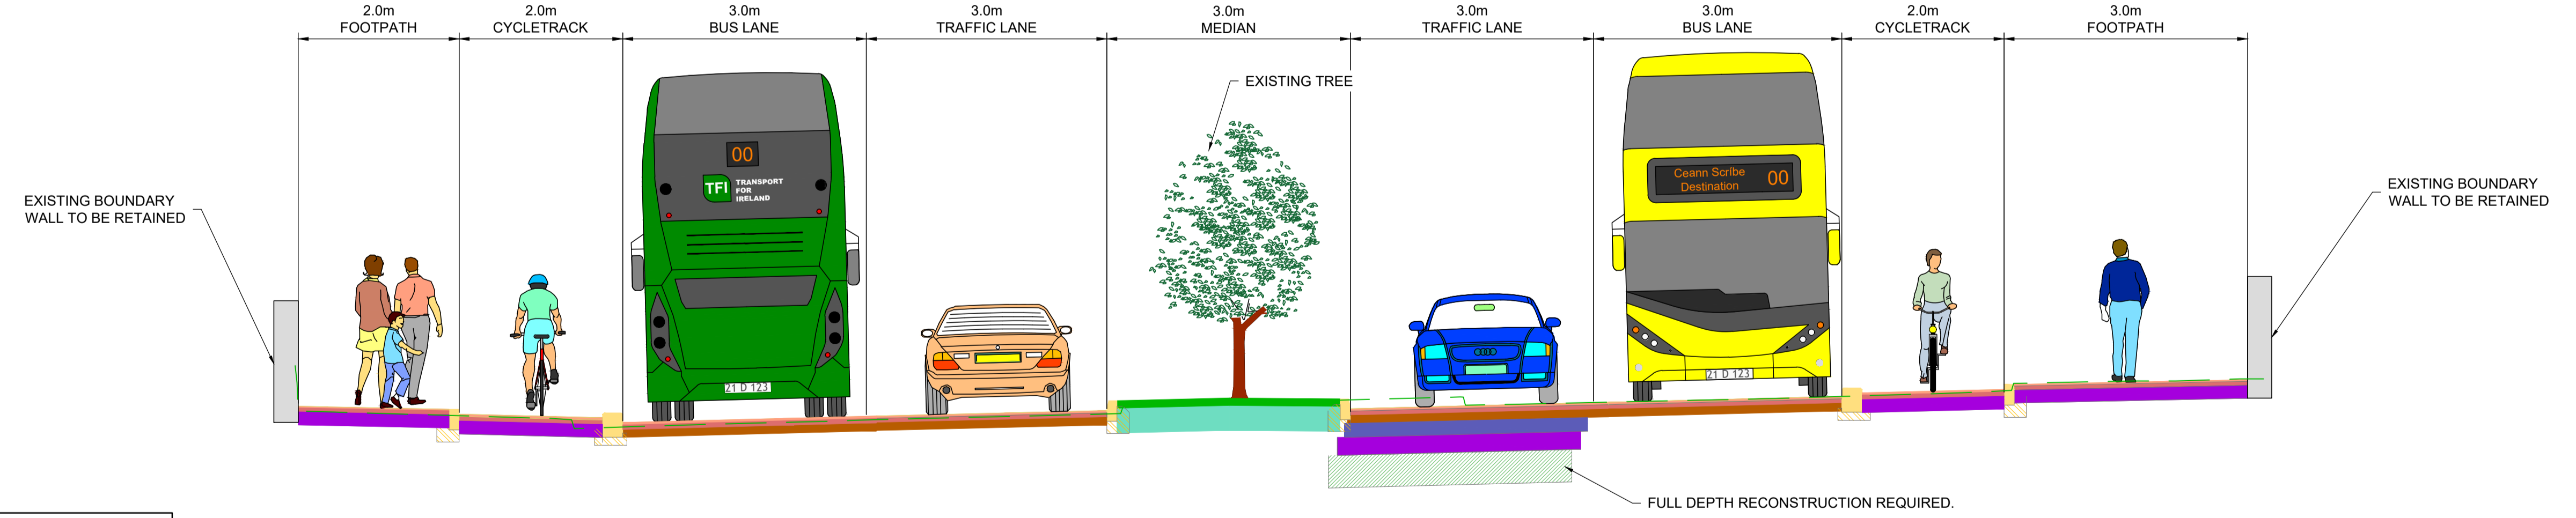 2.0m
FOOTPATH
2.0m
CYCLETRACK
3.0m
BUS LANE
3.0m
TRAFFIC LANE
3.0m
MEDIAN
3.0m
TRAFFIC LANE
3.0m
BUS LANE
2.0m
CYCLETRACK
3.0m
FOOTPATH
EXISTING TREE
EXISTING BOUNDARY
WALL TO BE RETAINED
00
TFI
TRANSPORT
FOR
IRELAND
21 D 123
Ceann Scríbe
Destination
00
21 D 123
EXISTING BOUNDARY
WALL TO BE RETAINED
FULL DEPTH RECONSTRUCTION REQUIRED.